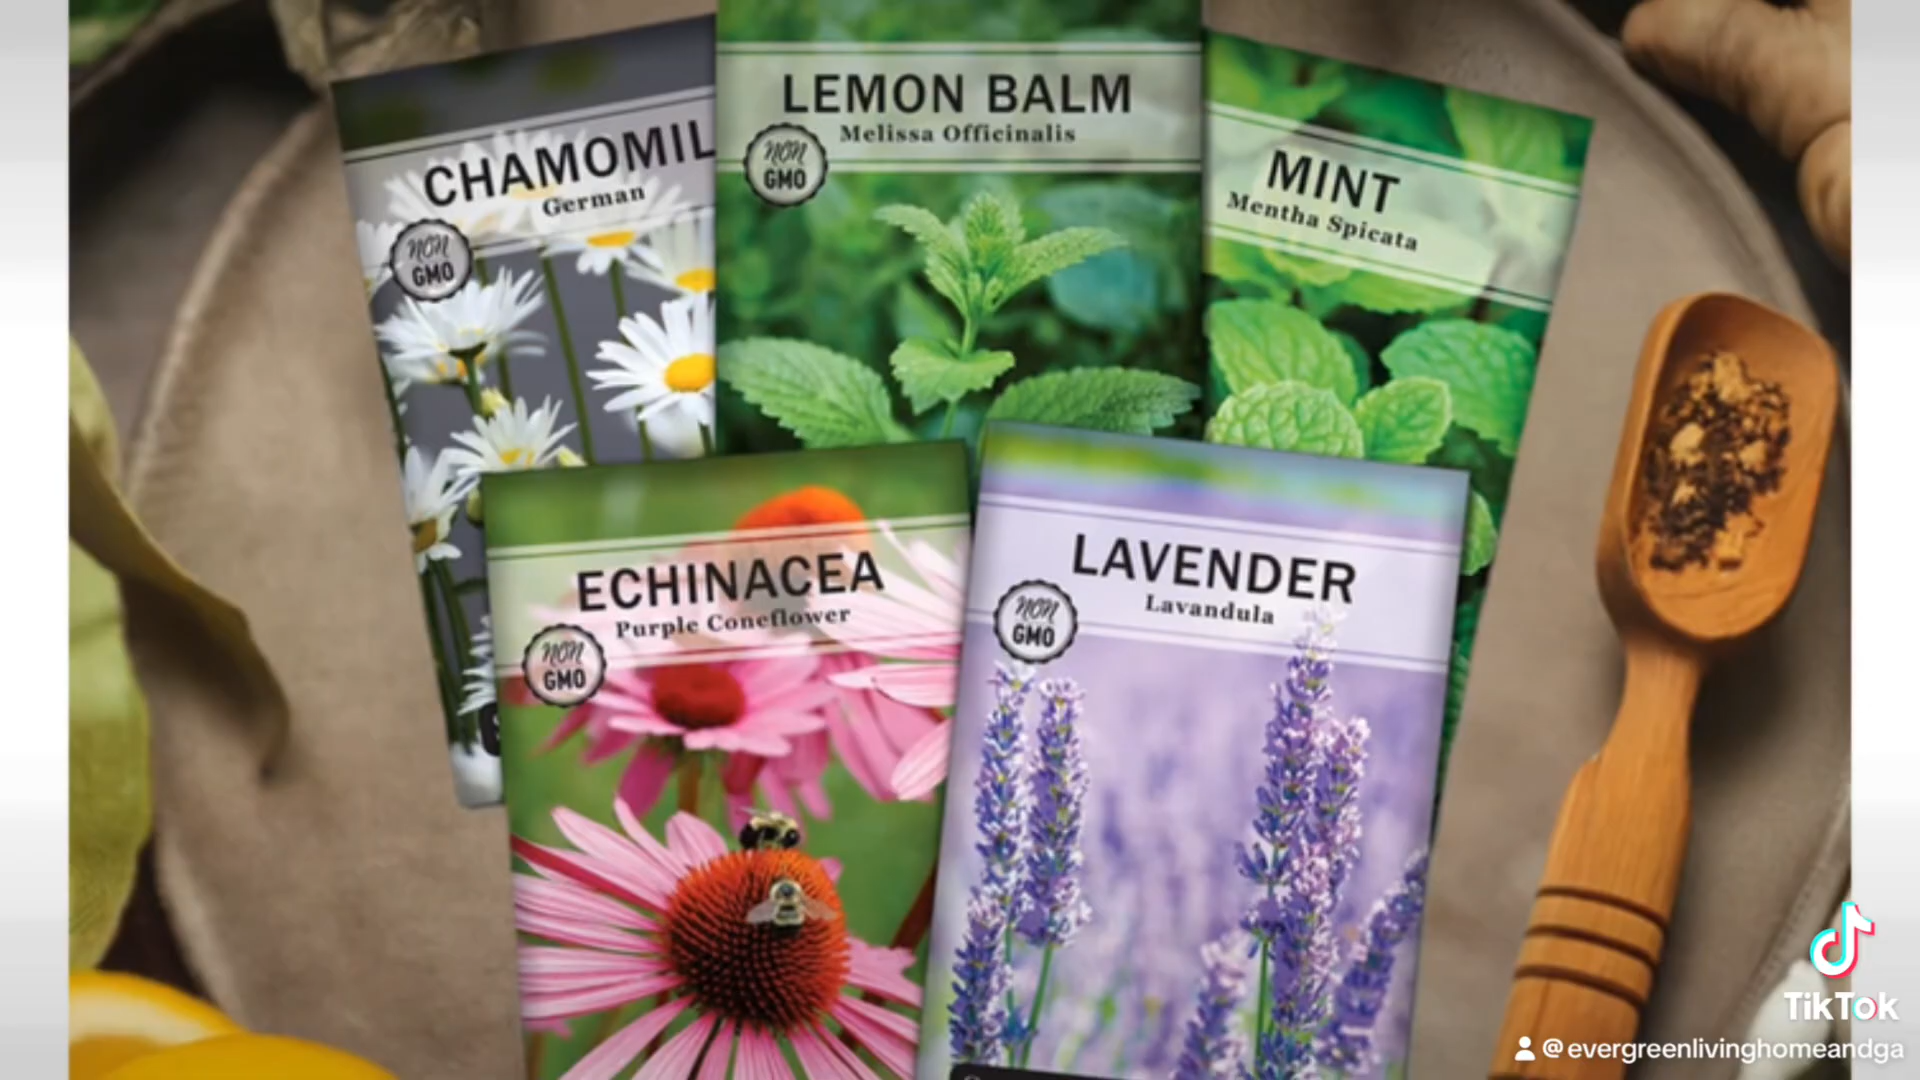 CHAMOMIL
German
NON
GMO
LEMON BALM
Melissa Officinalis
NON
GMO
MINT
Mentha Spicata
ECHINACEA
Purple Coneflower
NON
GMO
LAVENDER
Lavandula
NON
GMO
TikTok
@evergreenlivinghomeandga